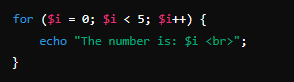 for ($i = 0; $i < 5; $i++) {
    echo "The number is: $i <br>";
}